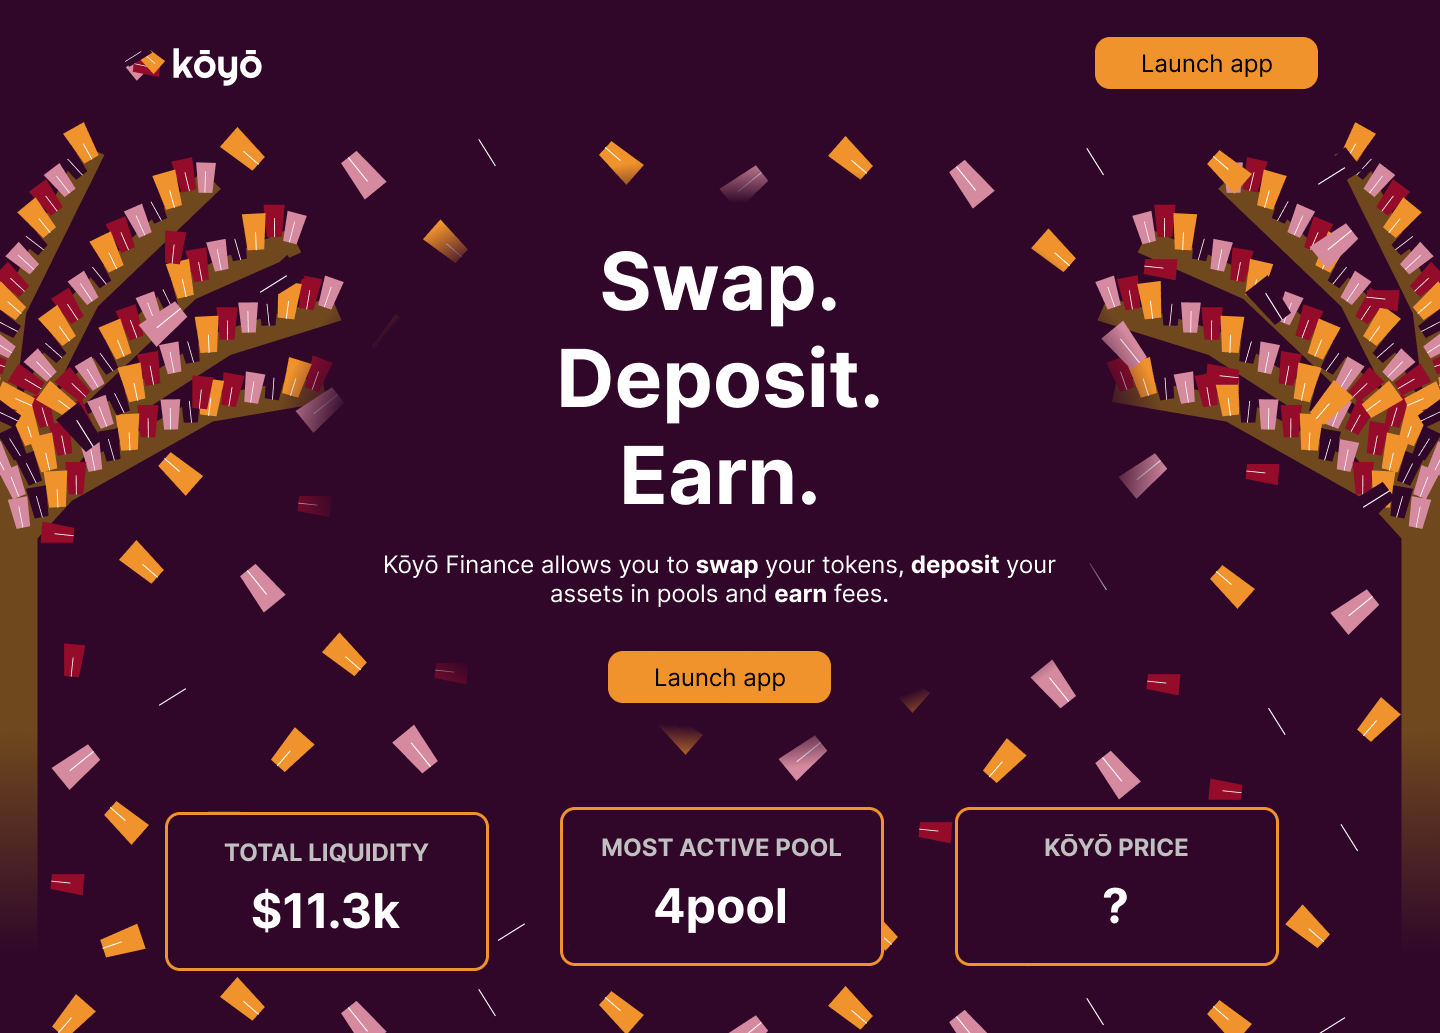 kōyō
Launch app
Swap.
Deposit.
Earn.
Kōyō Finance allows you to swap your tokens, deposit your
assets in pools and earn fees.
Launch app
TOTAL LIQUIDITY
$11.3k
MOST ACTIVE POOL
4pool
KŌYŌ PRICE
?